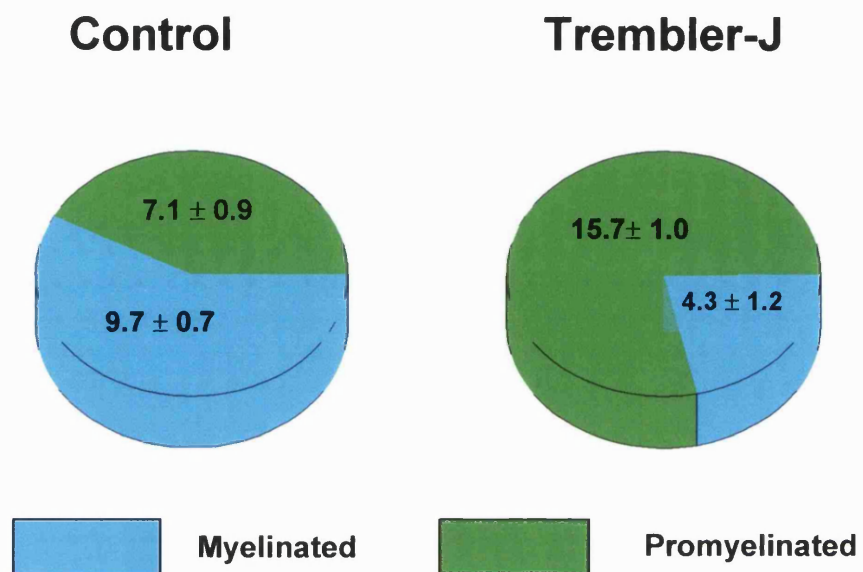 Control
Trembler-J
7.1 ± 0.9
9.7 ± 0.7
15.7± 1.0
4.3 ± 1.2
Myelinated
Promyelinated